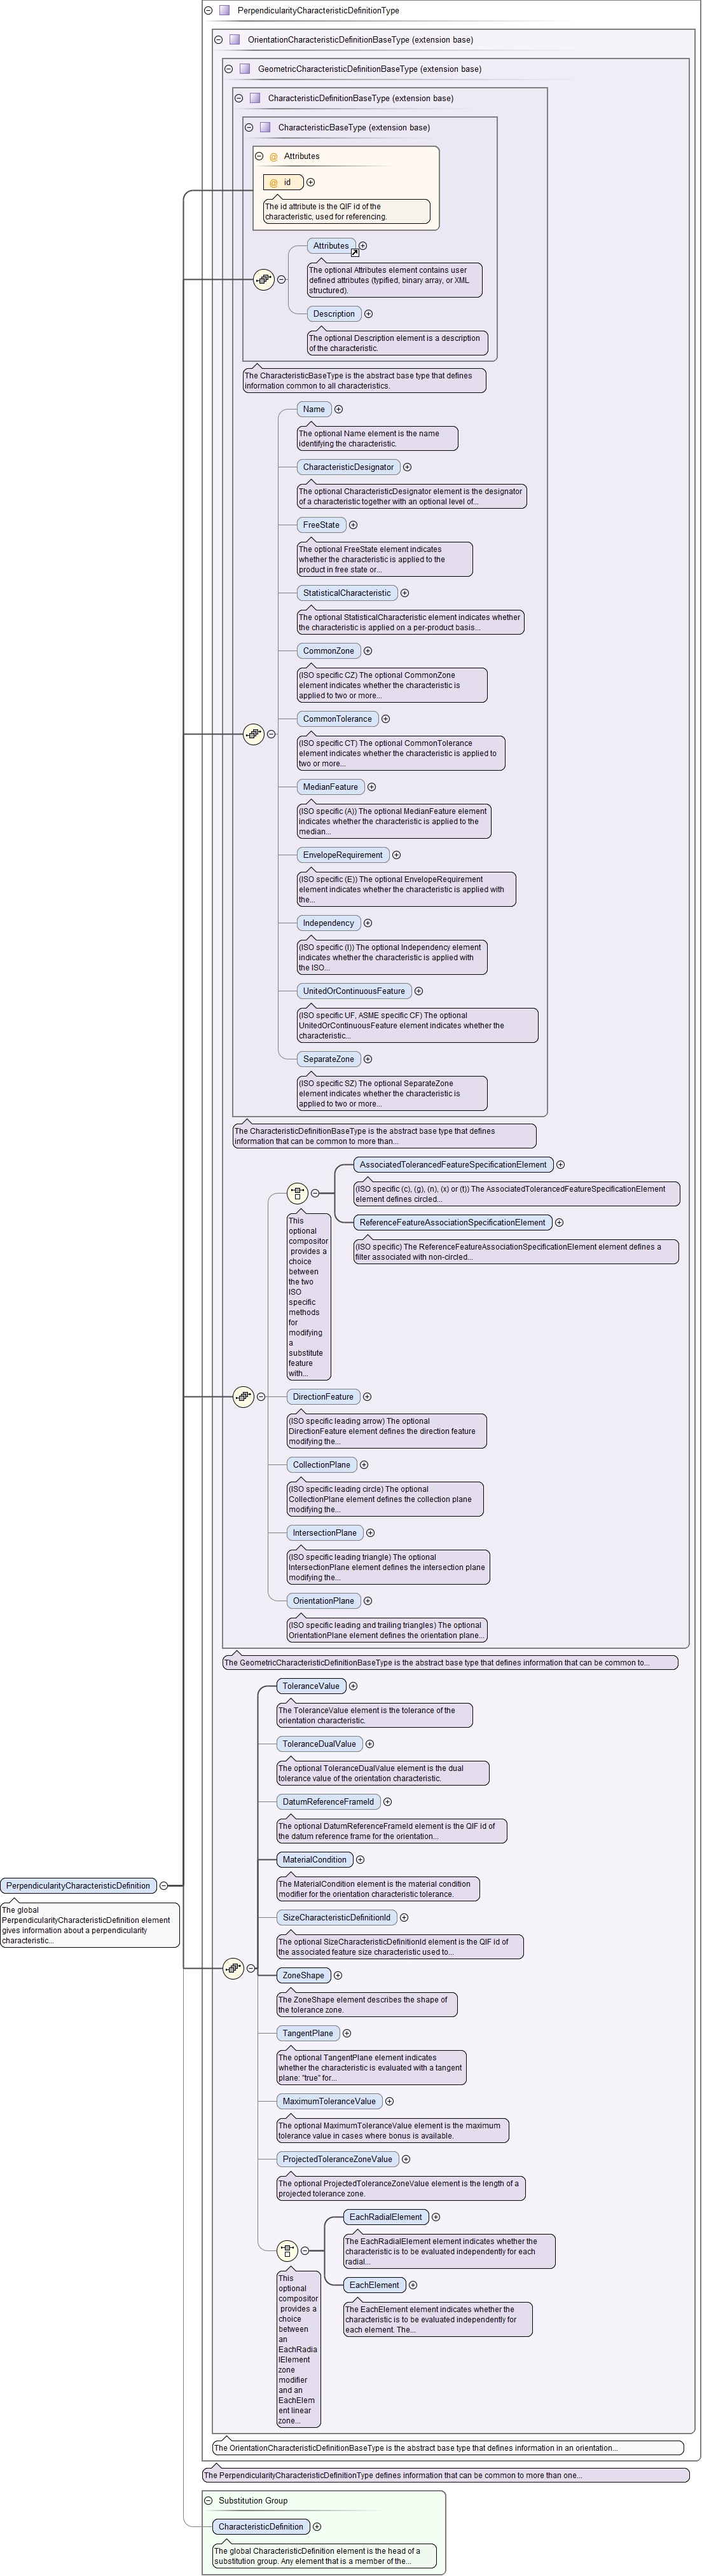 PerpendicularityCharacteristicDefinitionType
OrientationCharacteristicDefinitionBaseType (extension base)
GeometricCharacteristicDefinitionBaseType (extension base)
CharacteristicDefinitionBaseType (extension base)
CharacteristicBaseType (extension base)
@ Attributes
@ id
The id attribute is the QIF id of the
characteristic, used for referencing.
Attributes
The optional Attributes element contains user
defined attributes (typified, binary array, or XML
structured).
Description
The optional Description element is a description
of the characteristic.
The CharacteristicBaseType is the abstract base type that defines
information common to all characteristics.
Name
The optional Name element is the name
identifying the characteristic.
CharacteristicDesignator
The optional CharacteristicDesignator element is the designator
of a characteristic together with an optional level of...
FreeState
The optional FreeState element indicates
whether the characteristic is applied to the
product in free state or...
StatisticalCharacteristic
The optional StatisticalCharacteristic element indicates whether
the characteristic is applied on a per-product basis...
CommonZone
(ISO specific CZ) The optional CommonZone
element indicates whether the characteristic is
applied to two or more...
CommonTolerance
(ISO specific CT) The optional CommonTolerance
element indicates whether the characteristic is applied to
two or more...
MedianFeature
(ISO specific (A)) The optional MedianFeature element
indicates whether the characteristic is applied to the
median...
EnvelopeRequirement
(ISO specific (E)) The optional EnvelopeRequirement
element indicates whether the characteristic is applied with
the...
Independency
(ISO specific (I)) The optional Independency element
indicates whether the characteristic is applied with
the ISO...
UnitedOrContinuousFeature
(ISO specific UF, ASME specific CF) The optional
UnitedOrContinuousFeature element indicates whether the
characteristic...
SeparateZone
(ISO specific SZ) The optional SeparateZone
element indicates whether the characteristic is
applied to two or more...
The CharacteristicDefinitionBaseType is the abstract base type that defines
information that can be common to more than...
AssociatedTolerancedFeatureSpecificationElement
(ISO specific (c), (g), (n), (x) or (t)) The AssociatedTolerancedFeatureSpecificationElement
element defines circled...
ReferenceFeatureAssociationSpecificationElement
(ISO specific) The ReferenceFeatureAssociationSpecificationElement element defines a
filter associated with non-circled...
This
optional
compositor
provides a
choice
between
the two
ISO
specific
methods
for
modifying
a
substitute
feature
with...
DirectionFeature
(ISO specific leading arrow) The optional
DirectionFeature element defines the direction feature
modifying the...
CollectionPlane
(ISO specific leading circle) The optional
CollectionPlane element defines the collection plane
modifying the...
IntersectionPlane
(ISO specific leading triangle) The optional
IntersectionPlane element defines the intersection plane
modifying the...
OrientationPlane
(ISO specific leading and trailing triangles) The optional
OrientationPlane element defines the orientation plane...
The GeometricCharacteristicDefinitionBaseType is the abstract base type that defines information that can be common to...
ToleranceValue
The ToleranceValue element is the tolerance of the
orientation characteristic.
ToleranceDualValue
The optional ToleranceDualValue element is the dual
tolerance value of the orientation characteristic.
DatumReferenceFrameId
The optional DatumReferenceFrameId element is the QIF id of
the datum reference frame for the orientation...
MaterialCondition
The MaterialCondition element is the material condition
modifier for the orientation characteristic tolerance.
PerpendicularityCharacteristicDefinition
The global
PerpendicularityCharacteristicDefinition element
gives information about a perpendicularity
characteristic...
SizeCharacteristicDefinitionId
The optional SizeCharacteristicDefinitionId element is the QIF id of
the associated feature size characteristic used to...
ZoneShape
The ZoneShape element describes the shape of
the tolerance zone.
TangentPlane
The optional TangentPlane element indicates
whether the characteristic is evaluated with a tangent
plane: "true" for...
MaximumToleranceValue
The optional MaximumToleranceValue element is the maximum
tolerance value in cases where bonus is available.
ProjectedToleranceZoneValue
The optional ProjectedToleranceZoneValue element is the length of a
projected tolerance zone.
EachRadialElement
The EachRadialElement element indicates whether the
characteristic is to be evaluated independently for each
radial...
EachElement
The EachElement element indicates whether the
characteristic is to be evaluated independently for
each element. The...
This
optional
compositor
provides a
choice
between
an
EachRadia
lElement
zone
modifier
and an
EachElem
ent linear
zone...
The OrientationCharacteristicDefinitionBaseType is the abstract base type that defines information in an orientation...
The PerpendicularityCharacteristicDefinitionType defines information that can be common to more than one...
Substitution Group
CharacteristicDefinition
The global CharacteristicDefinition element is the head of a
substitution group. Any element that is a member of the...